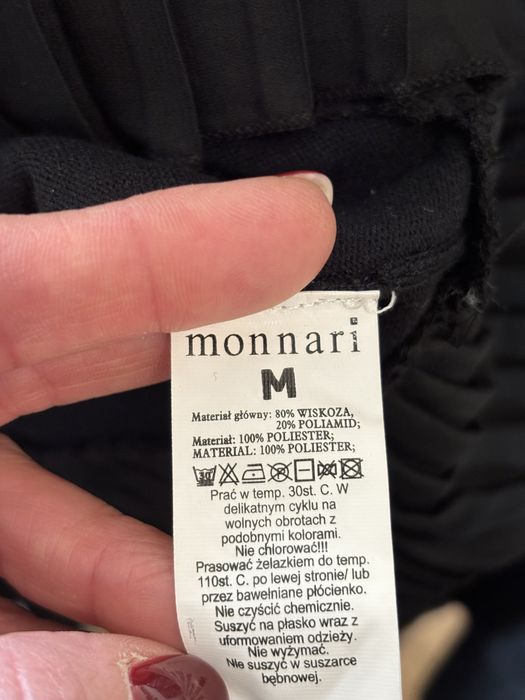 monnari
M
Materiał główny: 80% WISKOZA,
20% POLIAMID;
Materiał: 100% POLIESTER;
MATERIAL: 100% POLIESTER;
30
Prać w temp. 30st. C. W
delikatnym cyklu na
wolnych obrotach z
podobnymi kolorami.
Nie chlorować!!!
Prasować żelazkiem do temp.
110st. C. po lewej stronie/ lub
przez bawełniane płócienko.
Nie czyścić chemicznie.
Suszyć na płasko wraz z
uformowaniem odzieży.
Nie wyżymać.
Nie suszyć w suszarce
bębnowej.